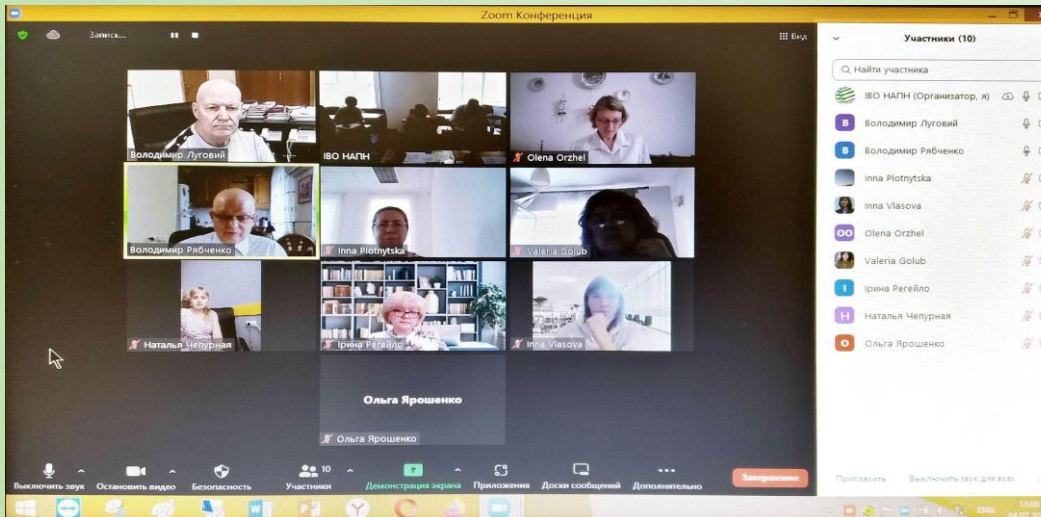 Zoom Конференция
Запись...
Вид
Володимир Луговий
ІВО НАПН
Olena Orzhel
Володимир Рябченко
Inna Plotnytska
Valeria Golub
Наталья Чепурная
Ірина Регейло
Inna Vlasova
Ольга Ярошенко
Ольга Ярошенко
Выключить звук
Остановить видео
Безопасность
10
Участники
Демонстрация экрана
Приложения
Доски сообщений
Дополнительно
Завершение
Участники (10)
Найти участника
ІВО НАПН (Организатор, я)
В Володимир Луговий
В Володимир Рябченко
Inna Plotnytska
Inna Vlasova
OO Olena Orzhel
Valeria Golub
І Ірина Регейло
Н Наталья Чепурная
О Ольга Ярошенко
Пригласить
Выключить звук для всех
ENG